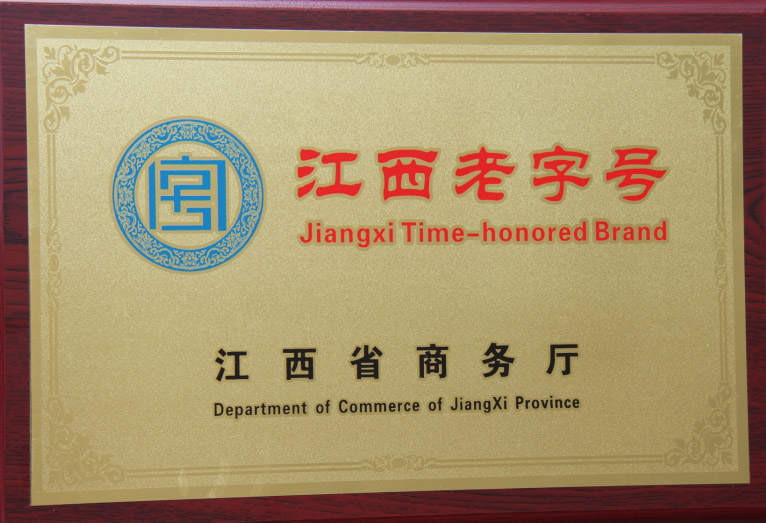 江西老字号
Jiangxi Time-honored Brand
江西省商务厅
Department of Commerce of JiangXi Province